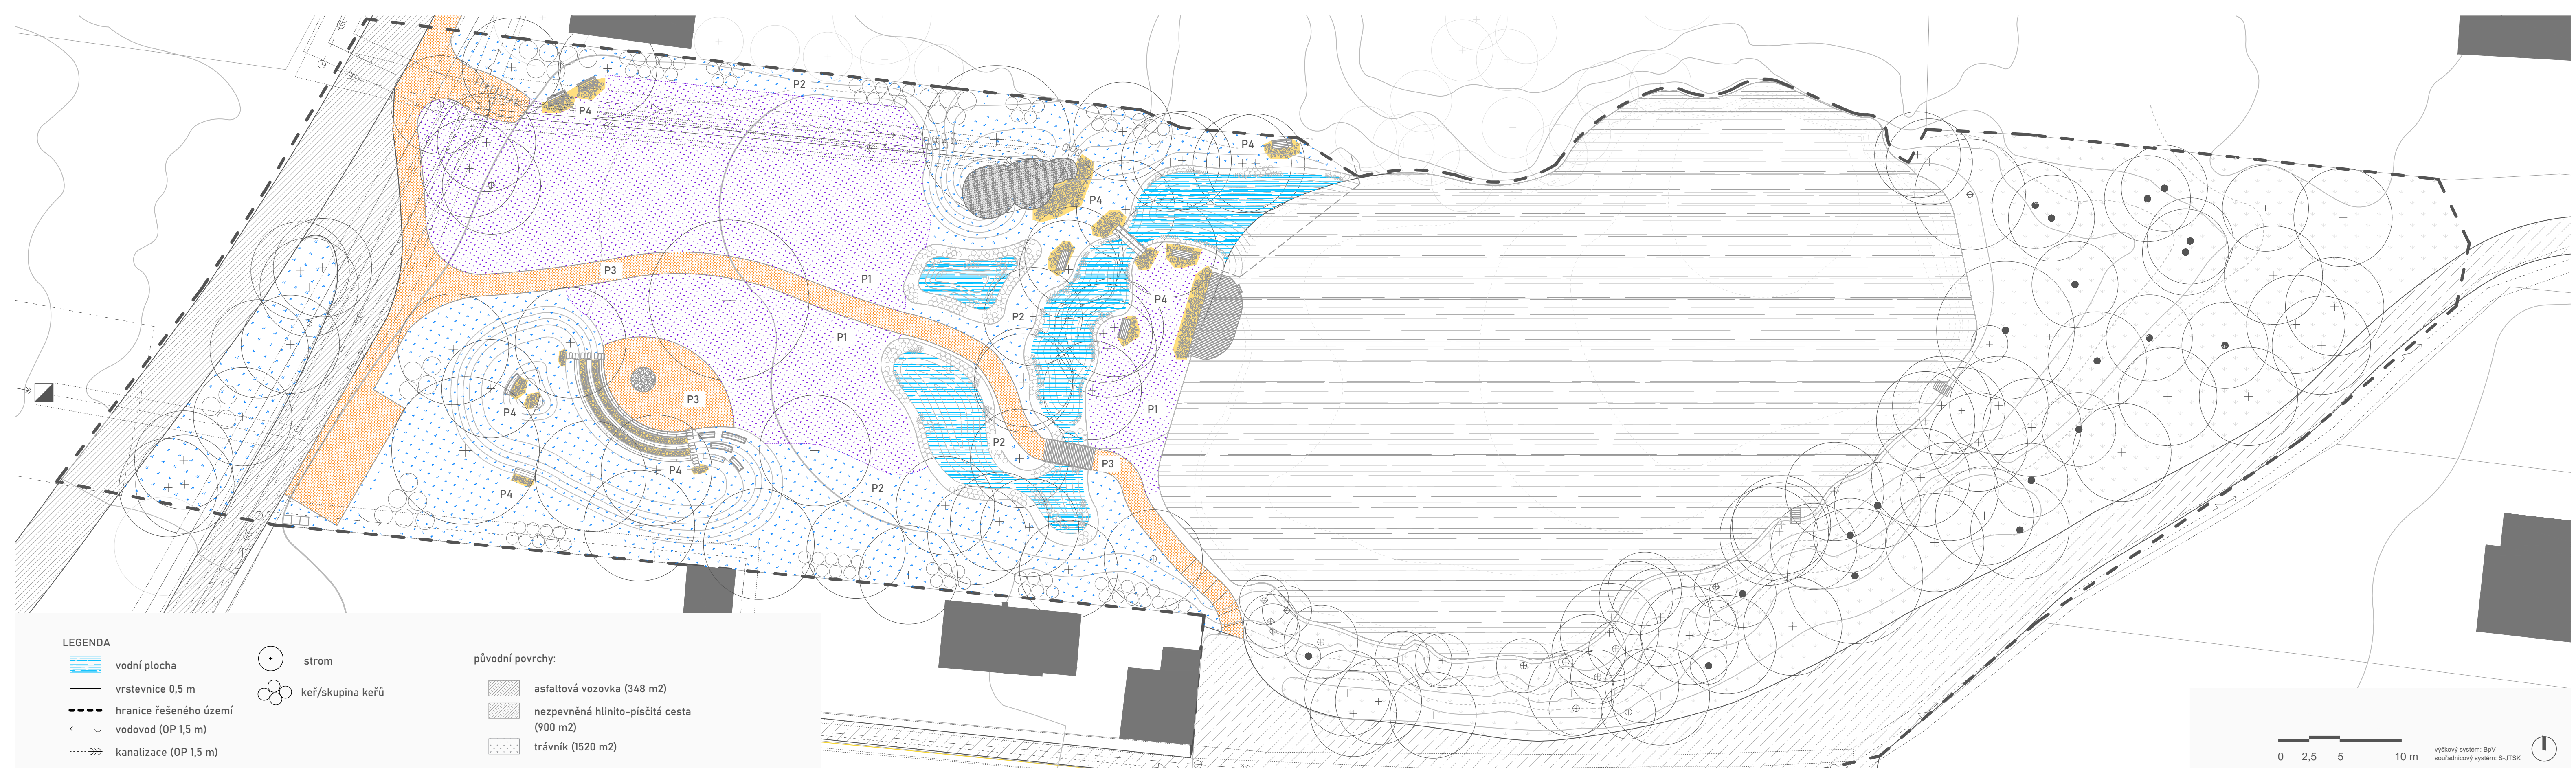 P2
P4
P4
P4
P3
P1
P4
P2
P1
P3
P4
P1
P2
P3
P4
P4
P2
LEGENDA
vodní plocha
vrstevnice 0,5 m
hranice řešeného území
vodovod (OP 1,5 m)
kanalizace (OP 1,5 m)
strom
keř/skupina keřů
původní povrchy:
asfaltová vozovka (348 m2)
nezpevněná hlinito-písčitá cesta
(900 m2)
trávník (1520 m2)
0 2,5 5 10 m
výškový systém: BpV
souřadnicový systém: S-JTSK